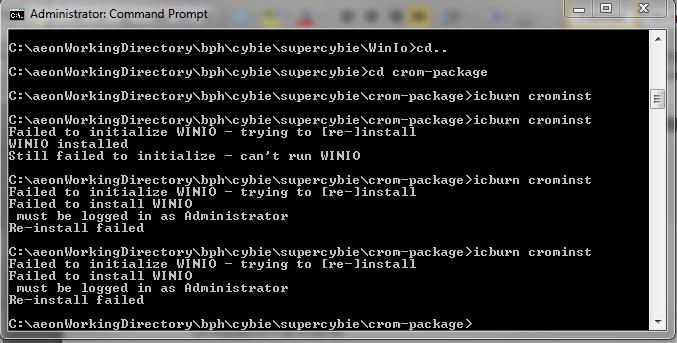 Administrator: Command Prompt
C:\aeonWorkingDirectory\bph\cybie\supercybie\WinIo>cd..
C:\aeonWorkingDirectory\bph\cybie\supercybie>cd crom-package
C:\aeonWorkingDirectory\bph\cybie\supercybie\crom-package>icburn crominst
C:\aeonWorkingDirectory\bph\cybie\supercybie\crom-package>icburn crominst
Failed to initialize WINIO - trying to [re-]install
WINIO installed
Still failed to initialize - can't run WINIO
C:\aeonWorkingDirectory\bph\cybie\supercybie\crom-package>icburn crominst
Failed to initialize WINIO - trying to [re-]install
Failed to install WINIO
 must be logged in as Administrator
Re-install failed
C:\aeonWorkingDirectory\bph\cybie\supercybie\crom-package>icburn crominst
Failed to initialize WINIO - trying to [re-]install
Failed to install WINIO
 must be logged in as Administrator
Re-install failed
C:\aeonWorkingDirectory\bph\cybie\supercybie\crom-package>